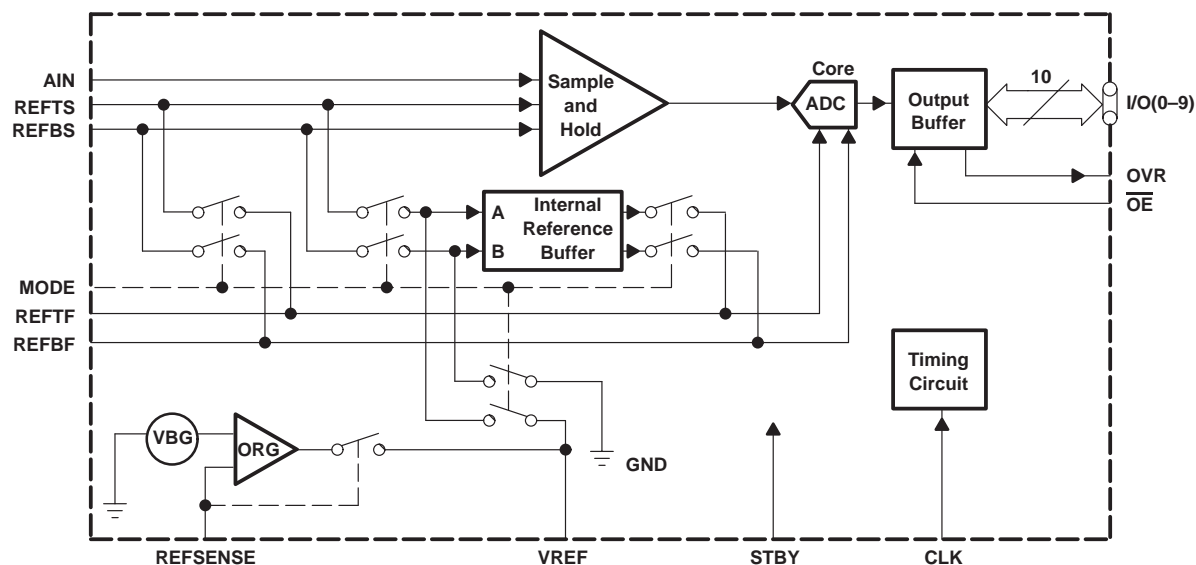 AIN
REFTS
REFBS
Sample
and
Hold
Core
ADC
Output
Buffer
10
I/O(0–9)
OVR
OE
A
B
Internal
Reference
Buffer
MODE
REFTF
REFBF
Timing
Circuit
VBG
ORG
GND
REFSENSE
VREF
STBY
CLK